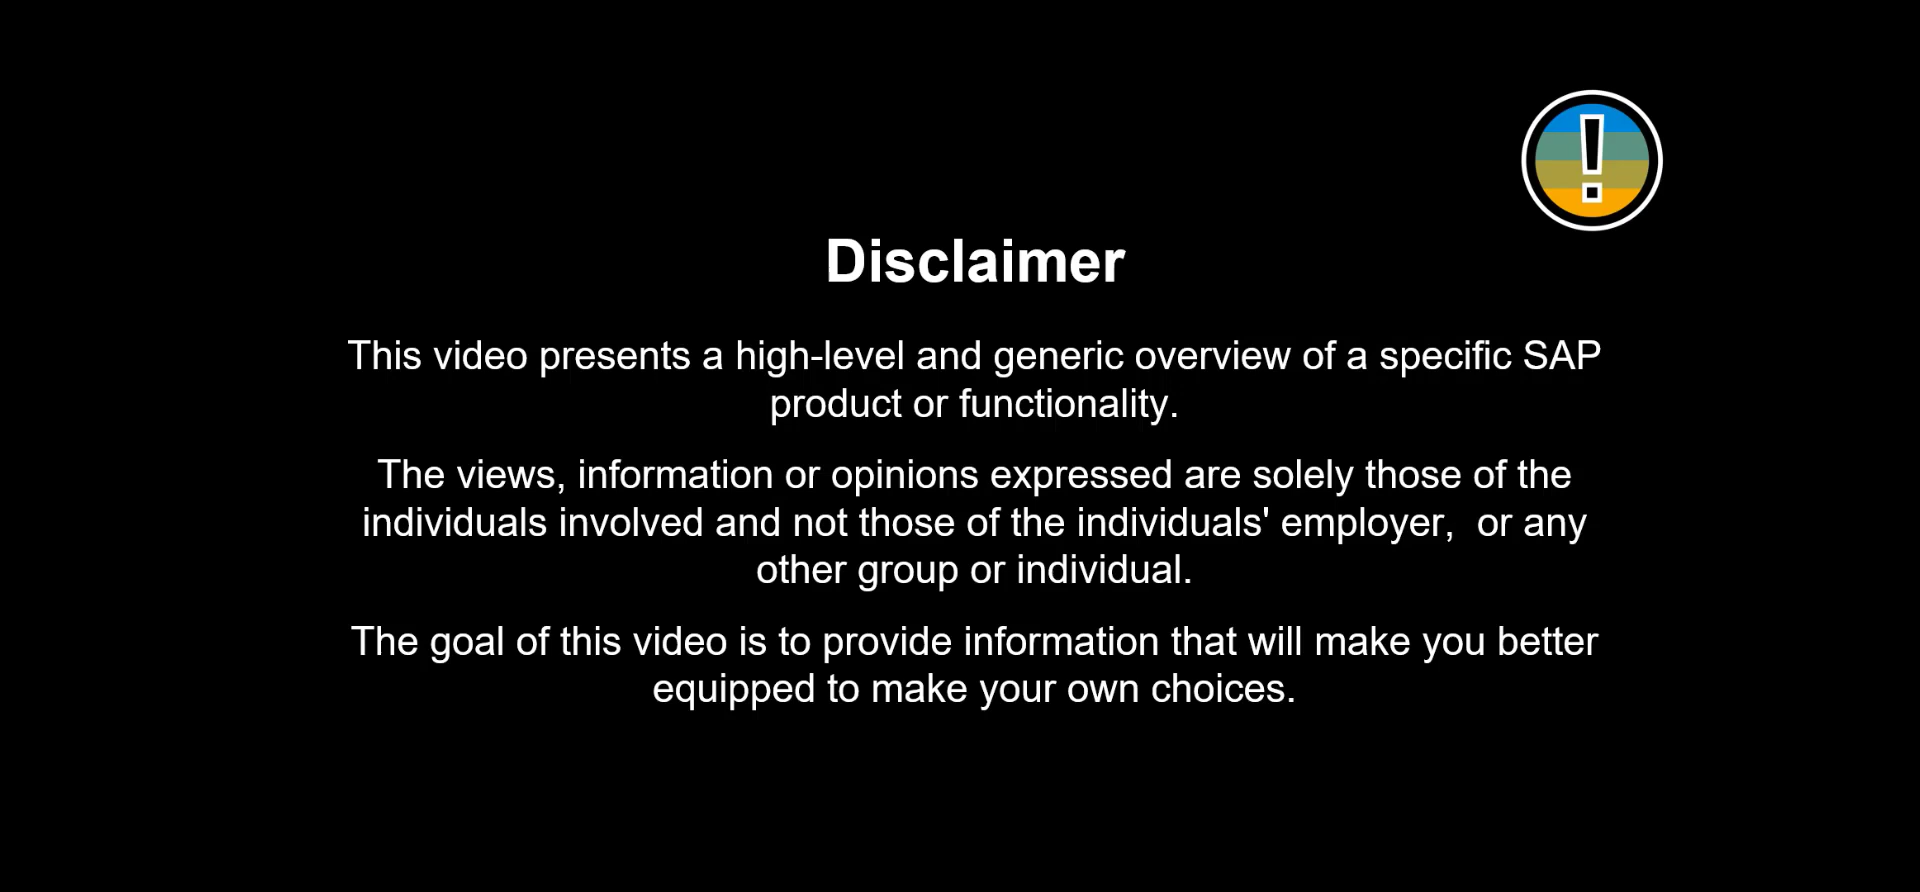 Disclaimer
This video presents a high-level and generic overview of a specific SAP
product or functionality.
The views, information or opinions expressed are solely those of the
individuals involved and not those of the individuals' employer,  or any
other group or individual.
The goal of this video is to provide information that will make you better
equipped to make your own choices.